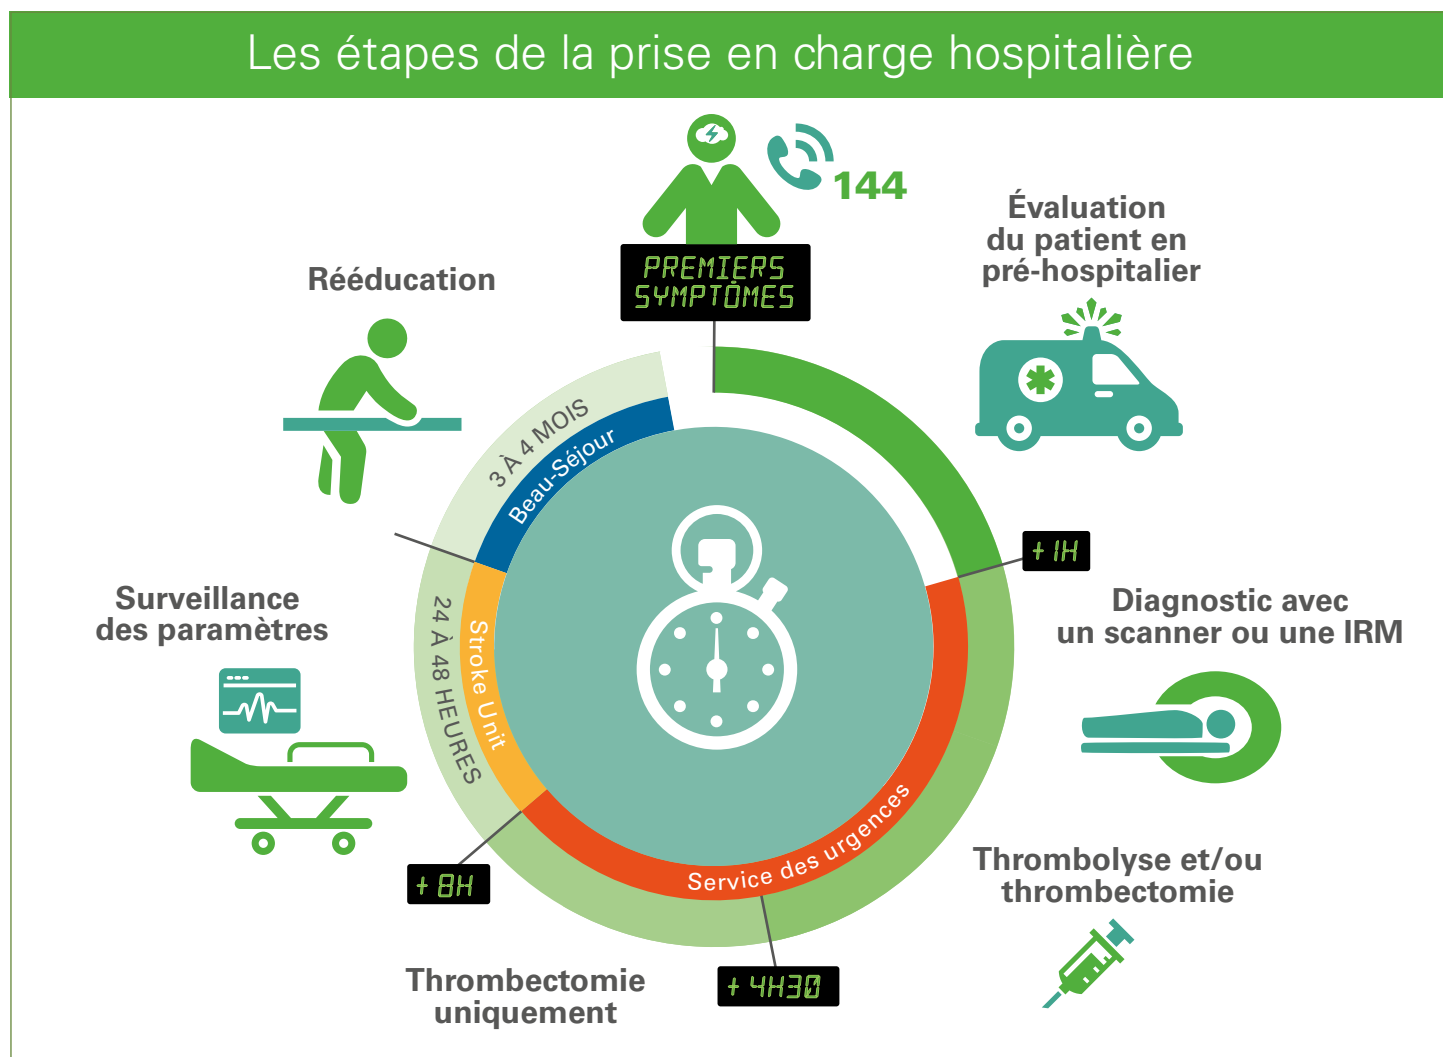 Les étapes de la prise en charge hospitalière
144
PREMIERS
SYMPTÔMES
Évaluation
du patient en
pré-hospitalier
+1H
Diagnostic avec
un scanner ou une IRM
Thrombolyse et/ou
thrombectomie
Service des urgences
+ 4H30
Thrombectomie
uniquement
+ 8H
Surveillance
des paramètres
24 À 48 HEURES
Stroke Unit
Rééducation
3 À 4 MOIS
Beau-Séjour